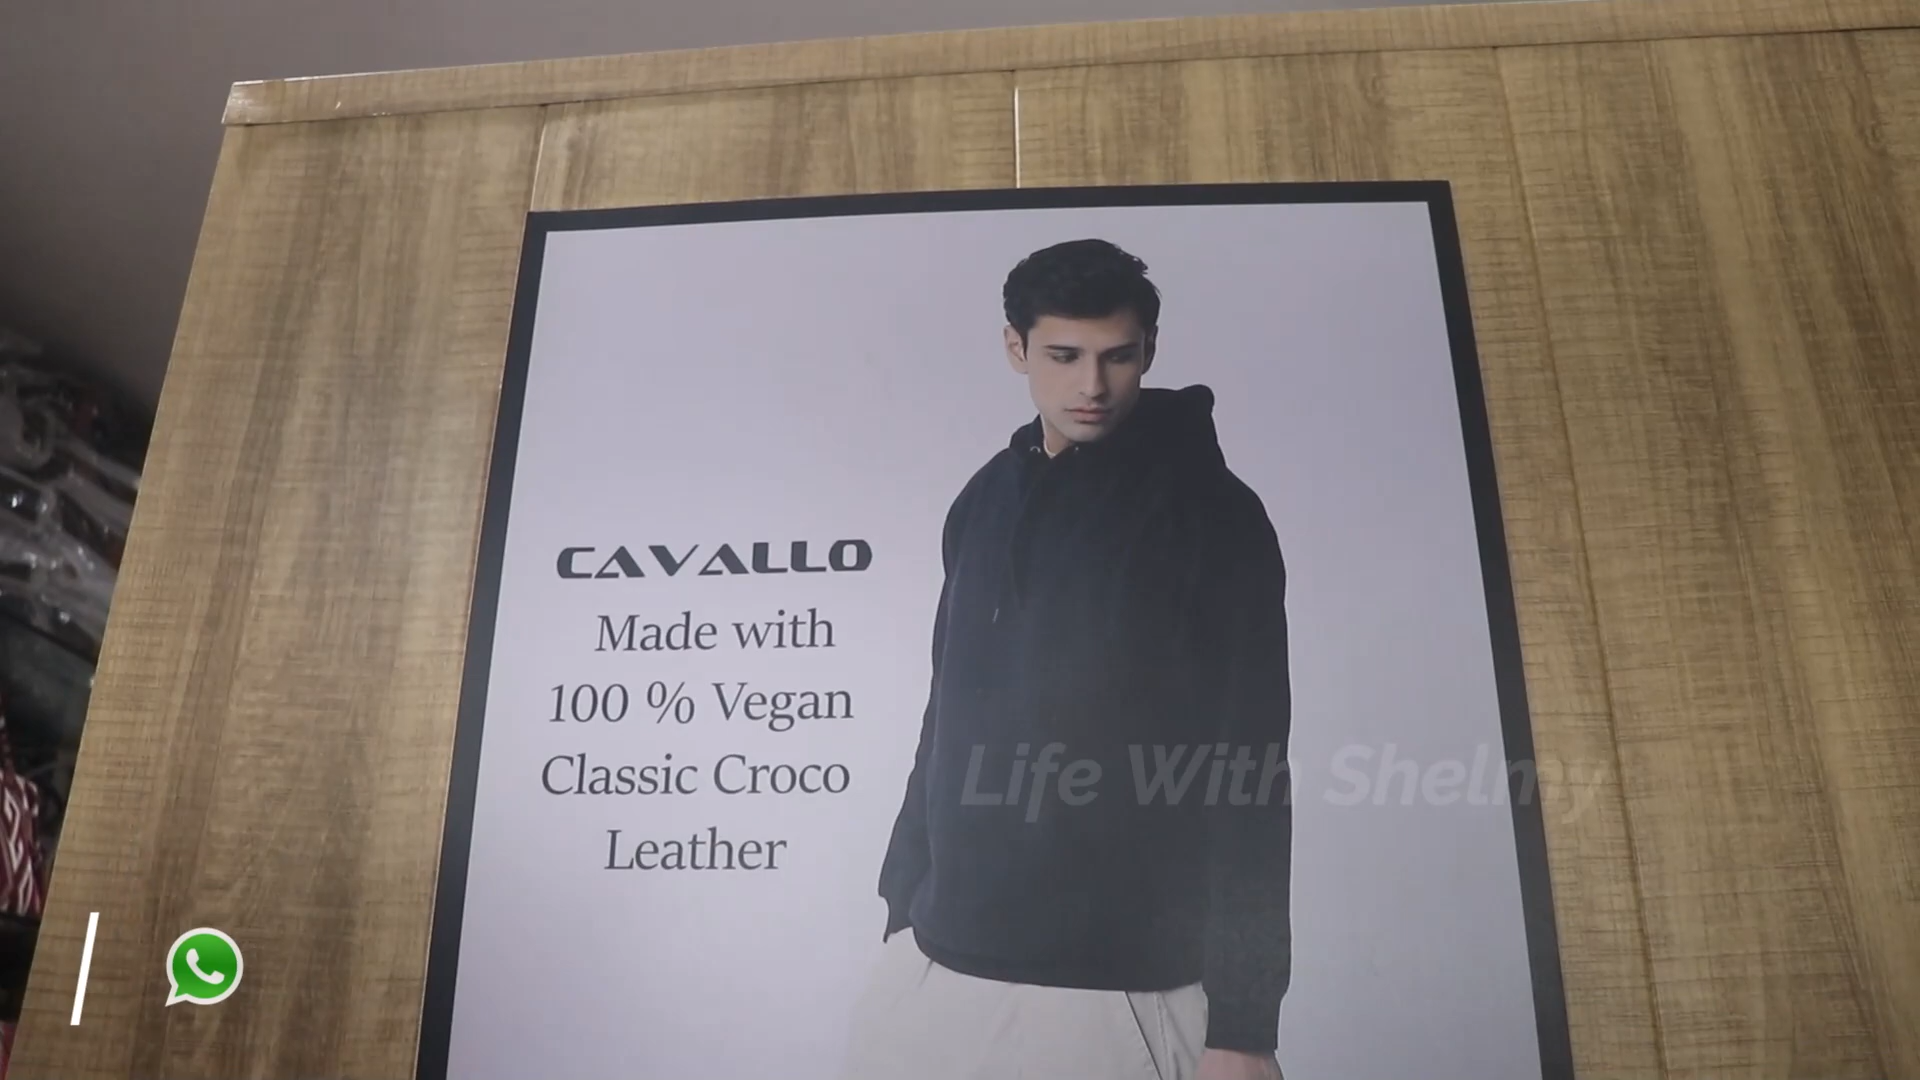 CAVALLO
Made with
100 % Vegan
Classic Croco
Leather
Life With Shelmy